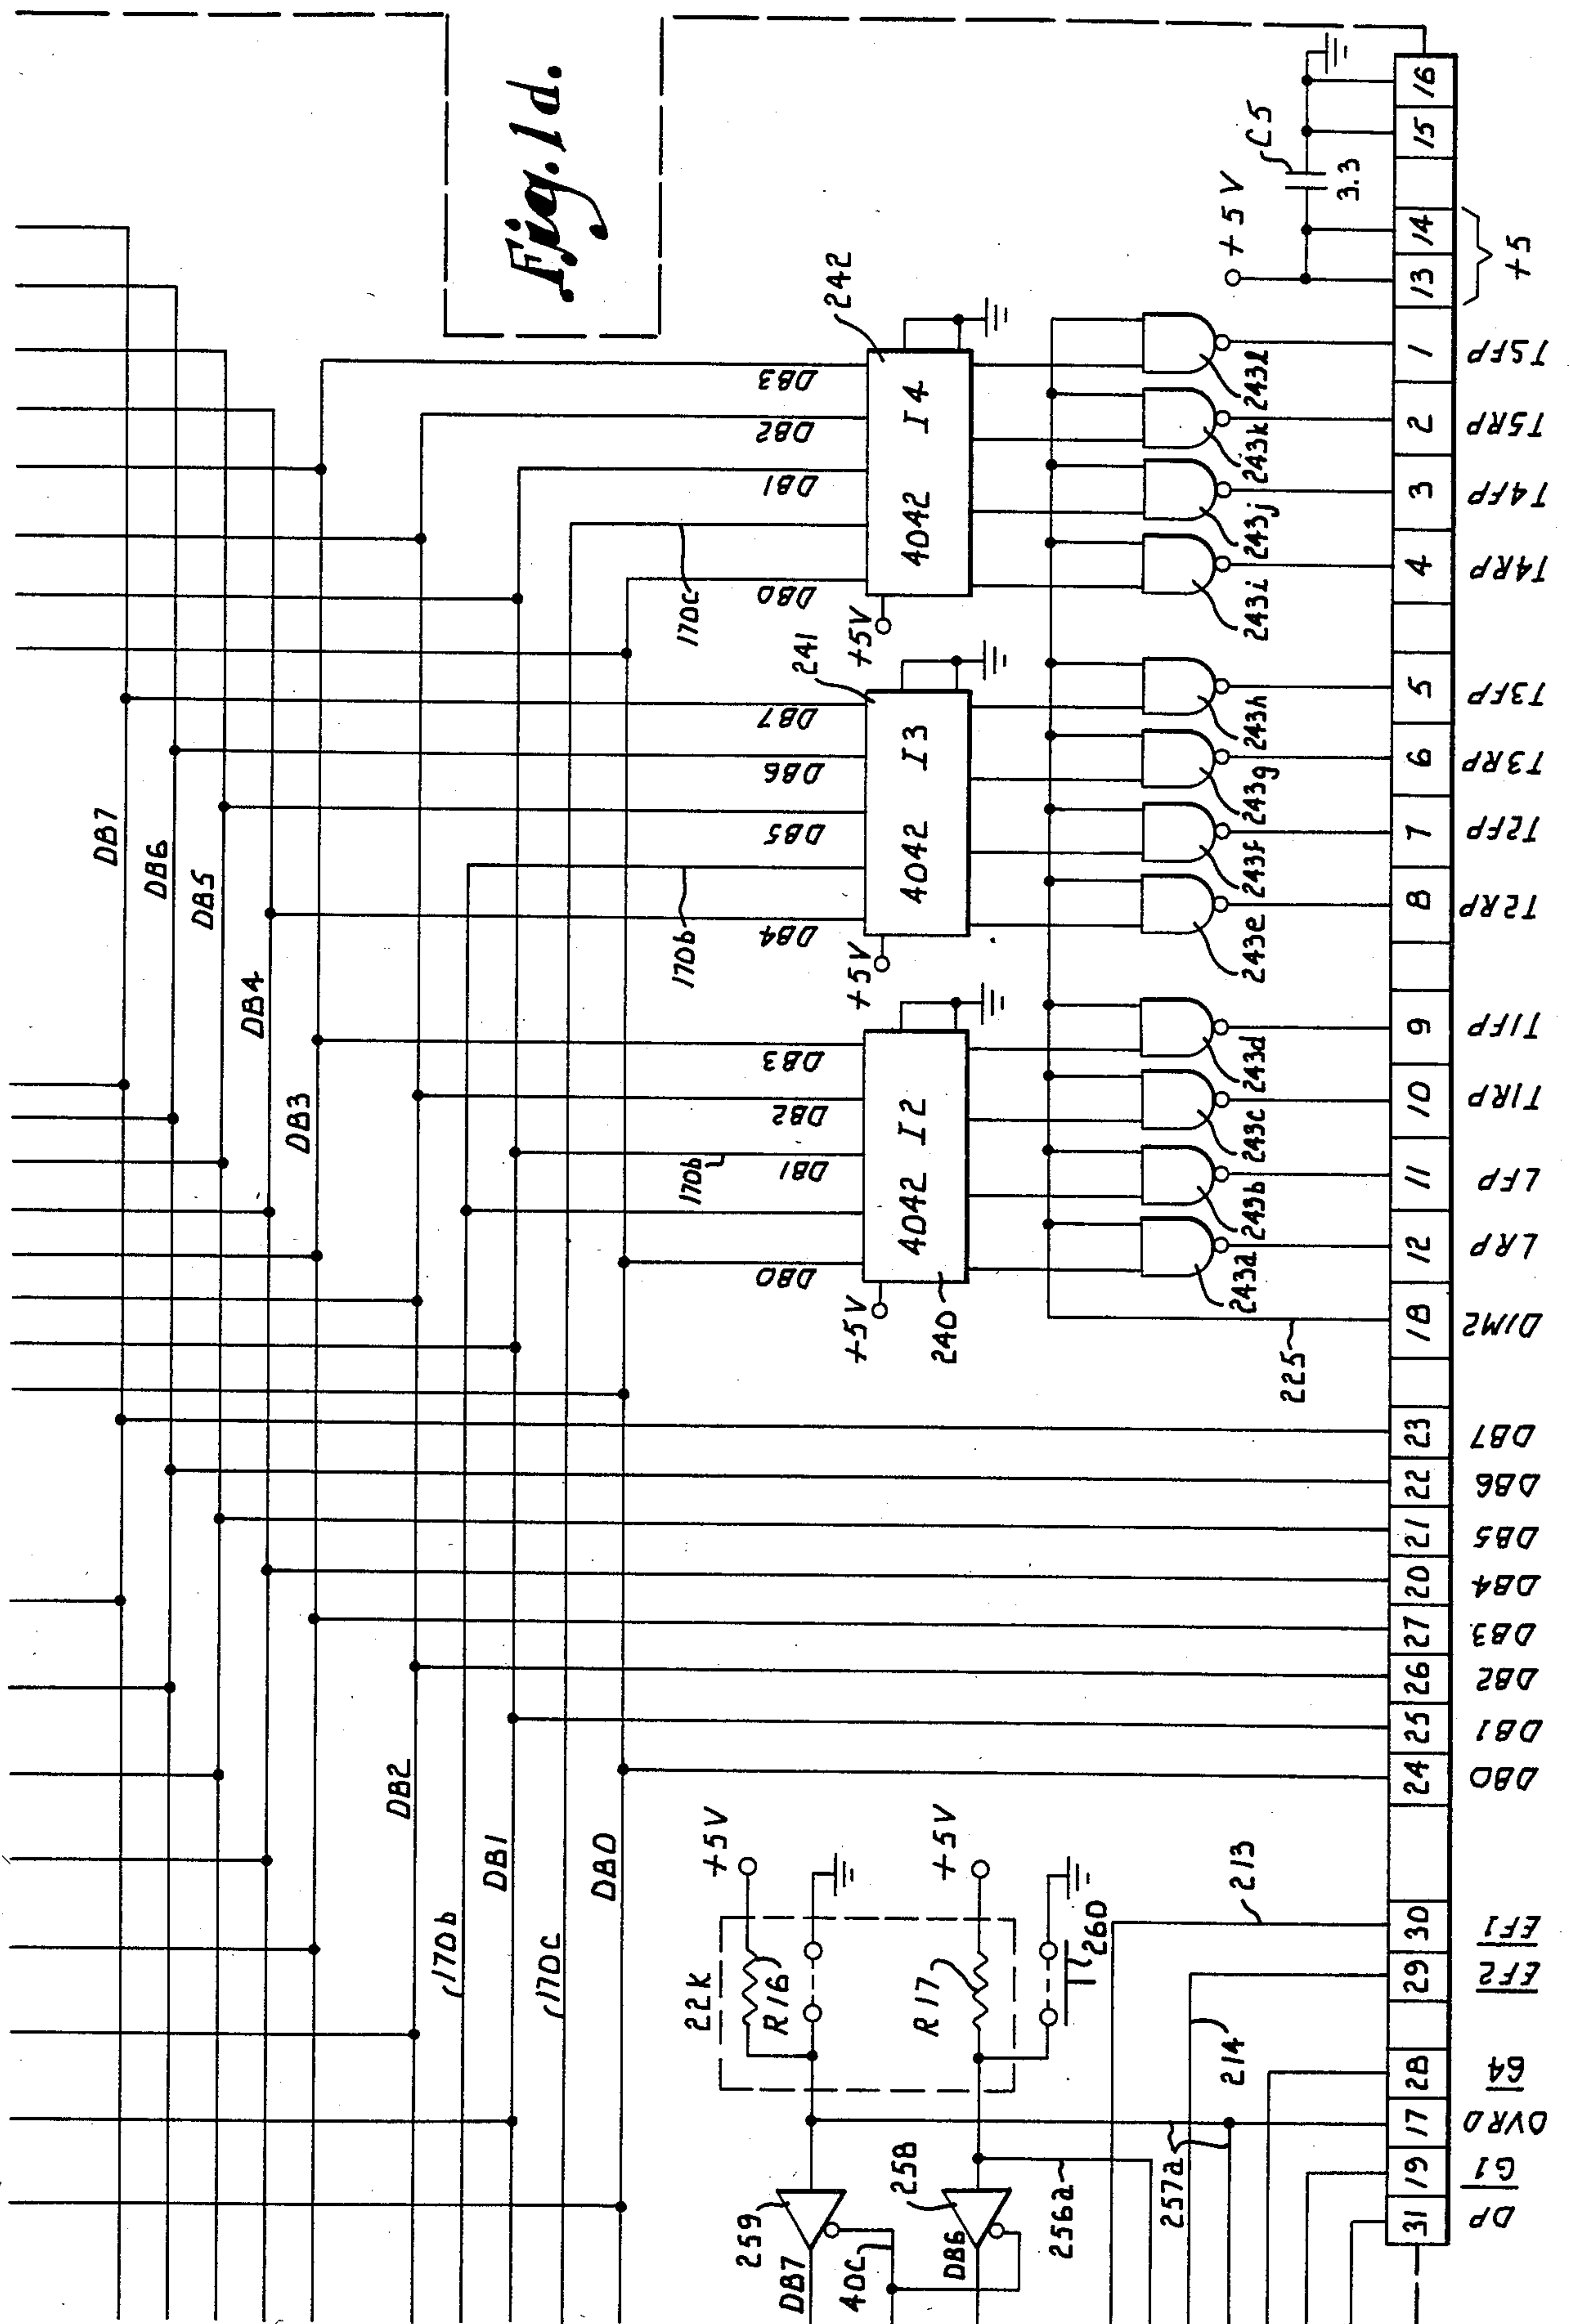 Fig. 1d.
16
15
C5
3.3
+5V
14
13
+5
242
DB3
DB2
DB1
DB0
170c
I4
4042
+5V
243l
243k
243j
243i
1
TSFP
2
T5RP
3
T4FP
4
T4RP
241
DB7
DB6
DB5
DB4
170b
I3
4042
+5V
243h
243g
243f
243e
5
T3FP
6
T3RP
7
T2FP
8
T2RP
DB7
DB6
DB5
DB4
DB3
DB3
DB2
DB1
170b
DB0
I2
4042
+5V
240
243d
243c
243b
243a
9
T1FP
10
T1RP
11
LFP
12
LRP
225
18
DIM2
23
DB7
22
DB6
21
DB5
20
DB4
27
DB3
26
DB2
25
DB1
24
DB0
DB2
170b
DB1
170c
DB0
+5V
+5V
22K
R16
R17
260
213
30
EF1
29
EF2
214
28
G4
17
OVRD
19
G1
31
DP
257a
256a
259
258
DB7
40c
DB6